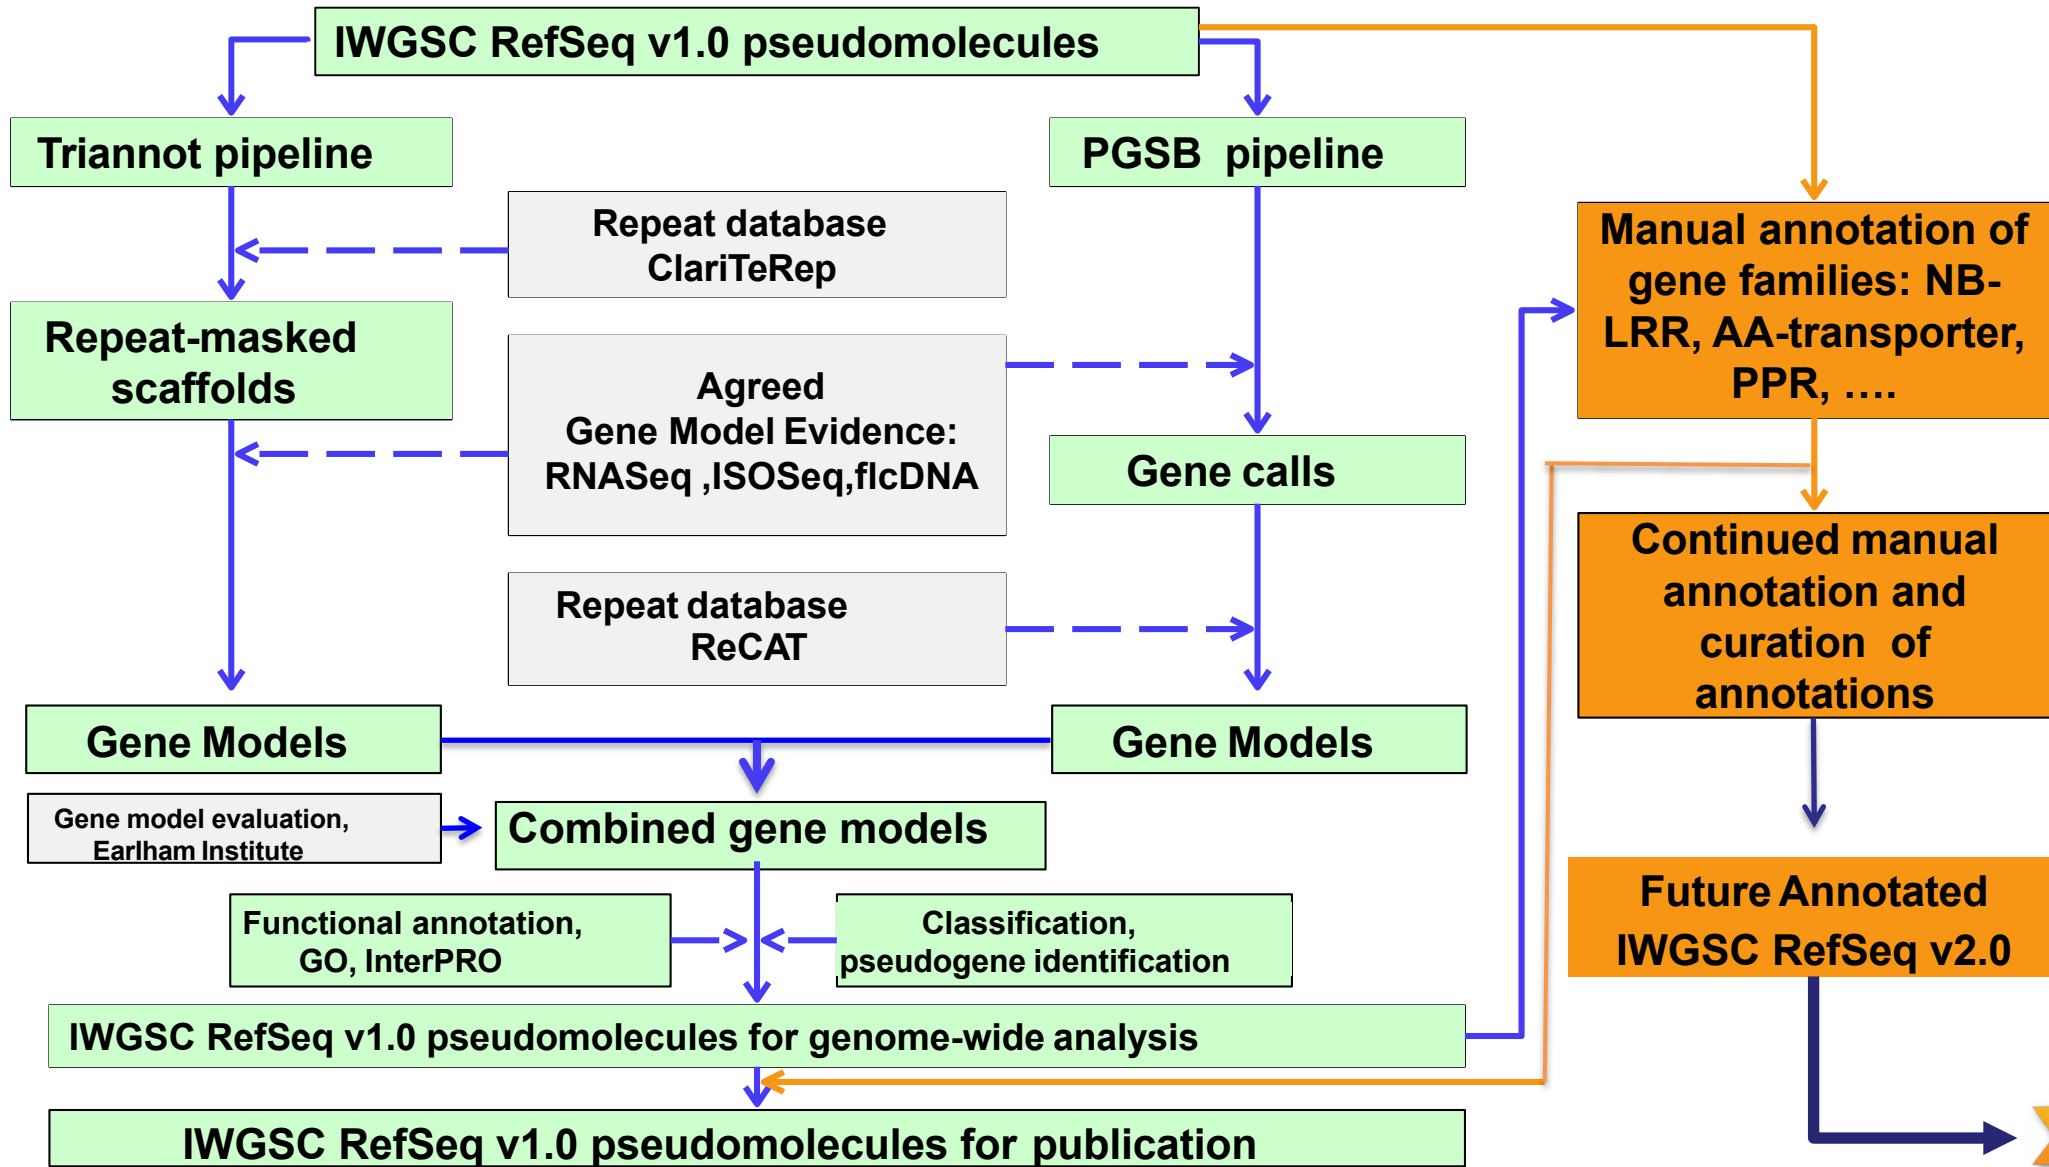 IWGSC RefSeq v1.0 pseudomolecules
Triannot pipeline
PGSB pipeline
Repeat database
ClariTeRep
Manual annotation of
gene families: NB-
LRR, AA-transporter,
PPR, ....
Repeat-masked
scaffolds
Agreed
Gene Model Evidence:
RNASeq ,ISOSeq,flcDNA
Gene calls
Continued manual
annotation and
curation of
annotations
Repeat database
ReCAT
Gene Models
Gene Models
Gene model evaluation,
Earlham Institute
Combined gene models
Future Annotated
IWGSC RefSeq v2.0
Functional annotation,
GO, InterPRO
Classification,
pseudogene identification
IWGSC RefSeq v1.0 pseudomolecules for genome-wide analysis
IWGSC RefSeq v1.0 pseudomolecules for publication